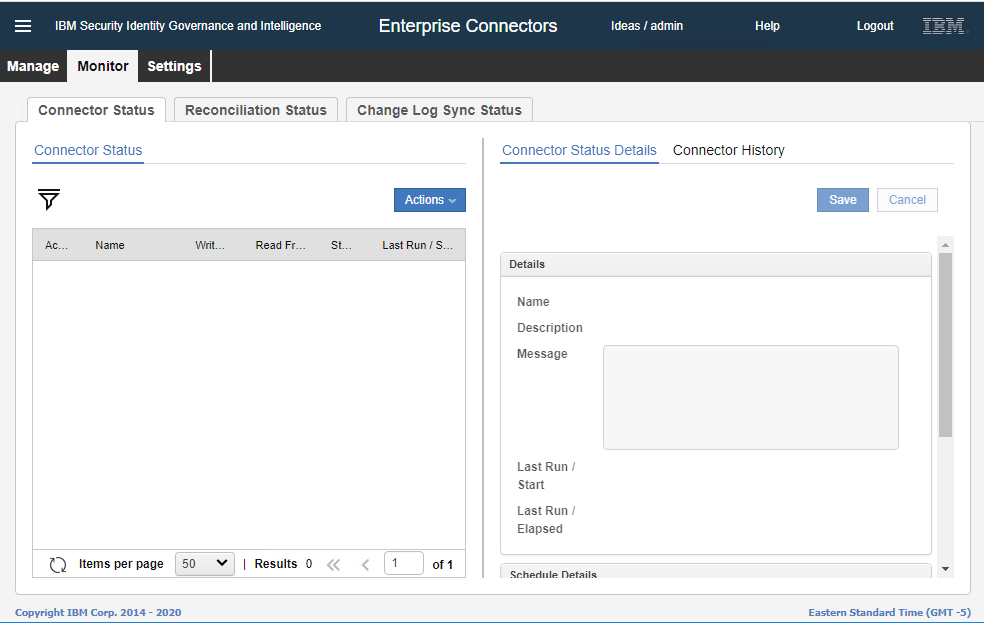 IBM Security Identity Governance and Intelligence Enterprise Connectors Ideas / admin Help Logout IBM
Manage Monitor Settings
Connector Status Reconciliation Status Change Log Sync Status
Connector Status
Connector Status Details Connector History
Actions
Save Cancel
Ac... Name Writ... Read Fr... St... Last Run / S...
Details
Name
Description
Message
Last Run /
Start
Last Run /
Elapsed
Items per page 50 | Results 0 1 of 1
Schedule Details
Copyright IBM Corp. 2014 - 2020
Eastern Standard Time (GMT -5)